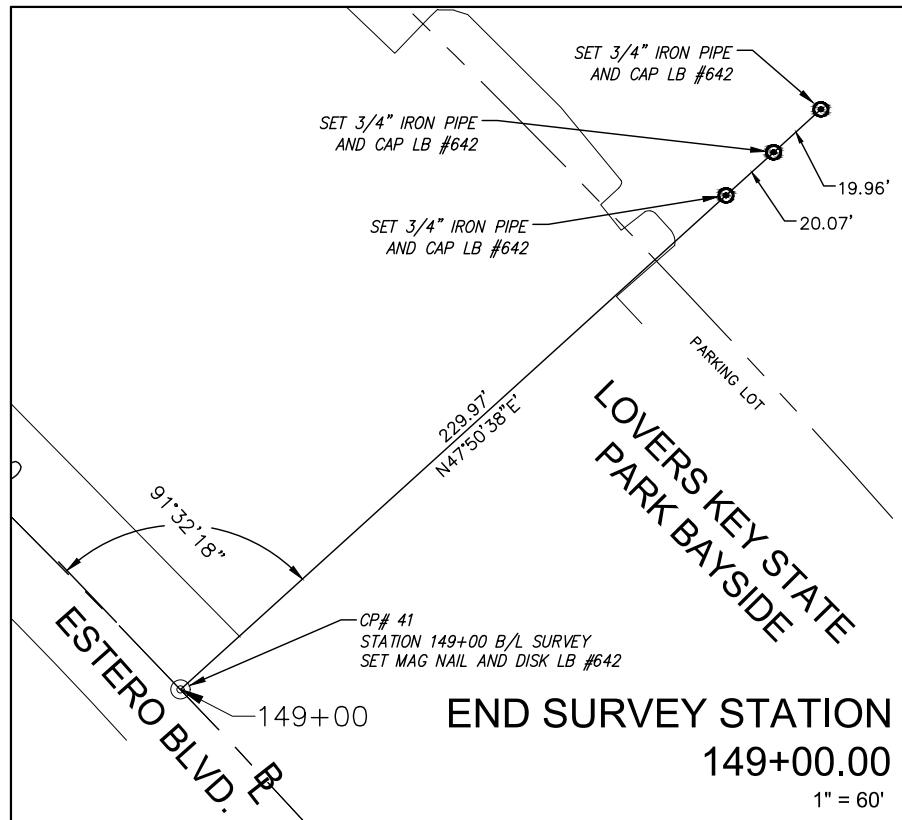 SET 3/4" IRON PIPE
AND CAP LB #642
SET 3/4" IRON PIPE
AND CAP LB #642
SET 3/4" IRON PIPE
AND CAP LB #642
19.96'
20.07'
PARKING LOT
229.97'
N47°50'38"E'
LOVERS KEY STATE
PARK BAYSIDE
91°32'18"
CP# 41
STATION 149+00 B/L SURVEY
SET MAG NAIL AND DISK LB #642
ESTERO BLVD.
BL
149+00
END SURVEY STATION
149+00.00
1" = 60'